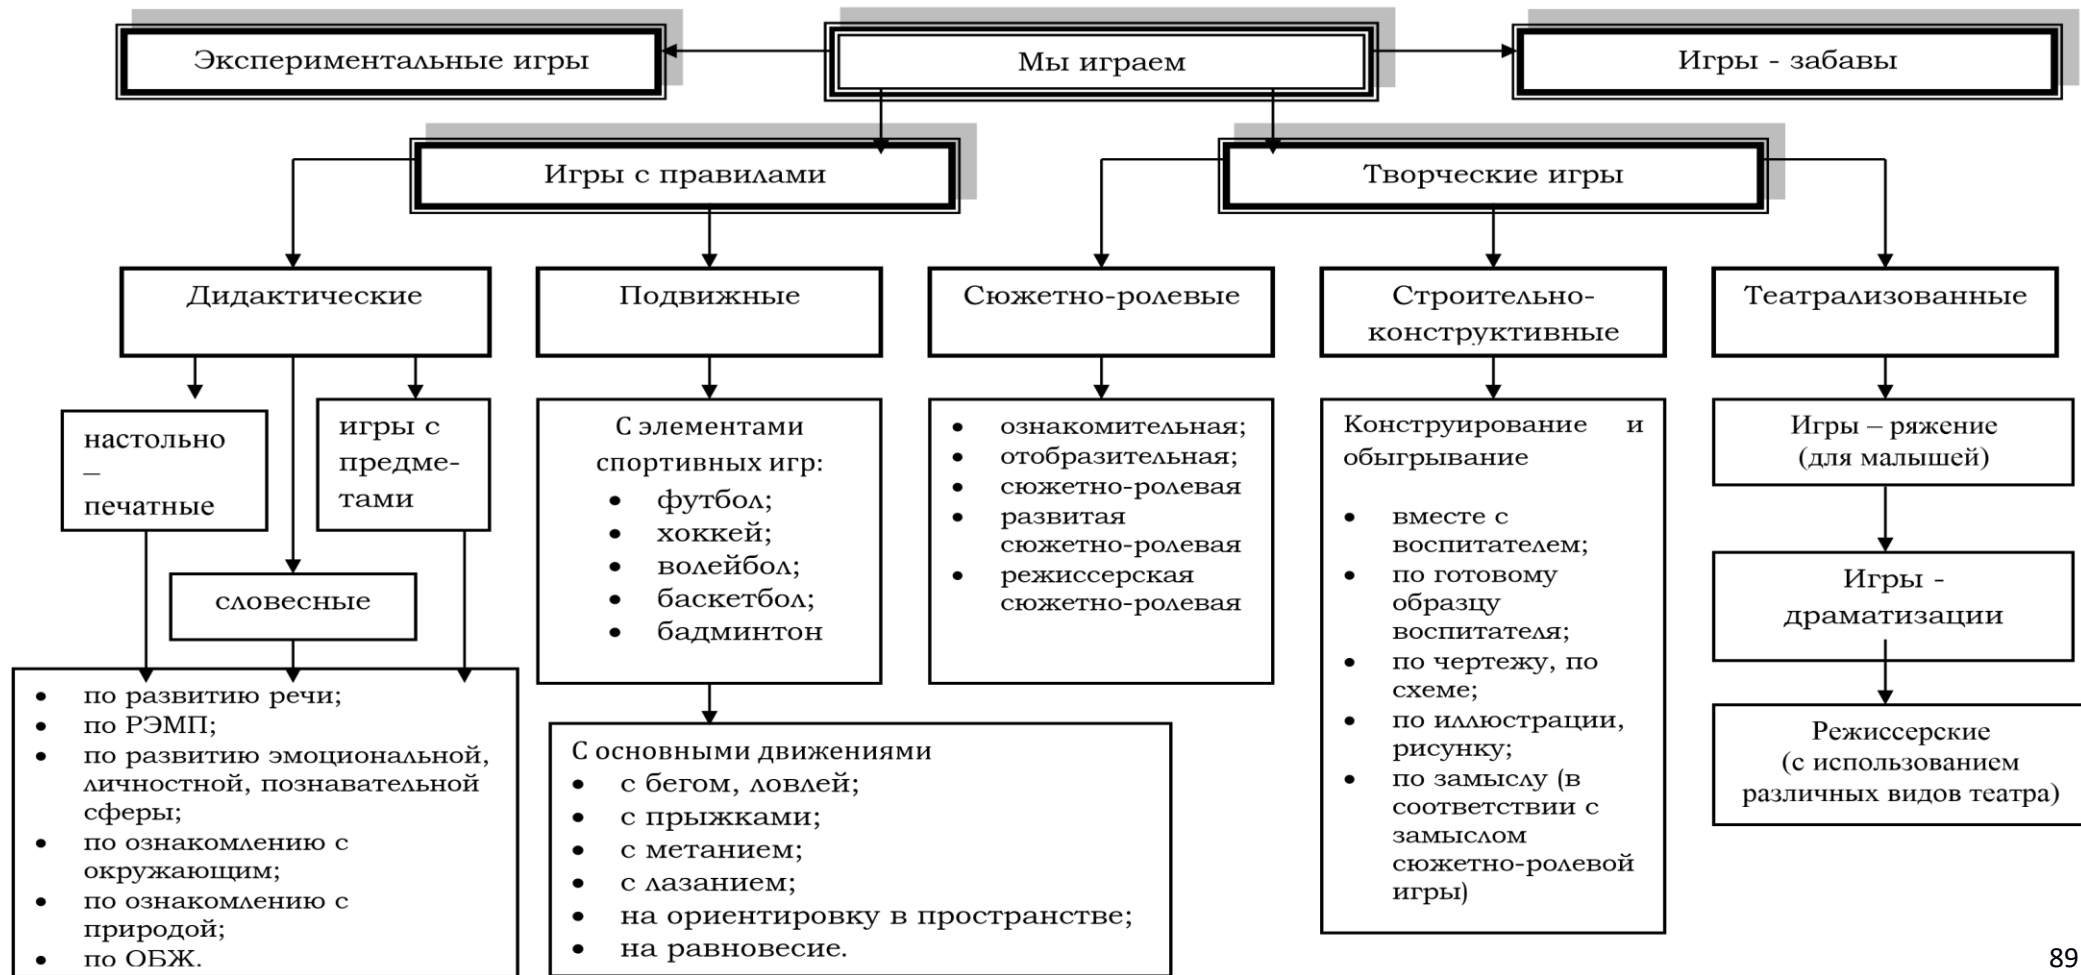 Экспериментальные игры
Мы играем
Игры - забавы
Игры с правилами
Творческие игры
Дидактические
Подвижные
Сюжетно-ролевые
Строительно-
конструктивные
Театрализованные
настольно
–
печатные
игры с
предме-
тами
словесные
• по развитию речи;
• по РЭМП;
• по развитию эмоциональной,
личностной, познавательной
сферы;
• по ознакомлению с
окружающим;
• по ознакомлению с
природой;
• по ОБЖ.
С элементами
спортивных игр:
• футбол;
• хоккей;
• волейбол;
• баскетбол;
• бадминтон
С основными движениями
• с бегом, ловлей;
• с прыжками;
• с метанием;
• с лазанием;
• на ориентировку в пространстве;
• на равновесие.
• ознакомительная;
• отобразительная;
• сюжетно-ролевая
• развитая
сюжетно-ролевая
• режиссерская
сюжетно-ролевая
Конструирование и
обыгрывание
• вместе с
воспитателем;
• по готовому
образцу
воспитателя;
• по чертежу, по
схеме;
• по иллюстрации,
рисунку;
• по замыслу (в
соответствии с
замыслом
сюжетно-ролевой
игры)
Игры – ряжение
(для малышей)
Игры -
драматизации
Режиссерские
(с использованием
различных видов театра)
89